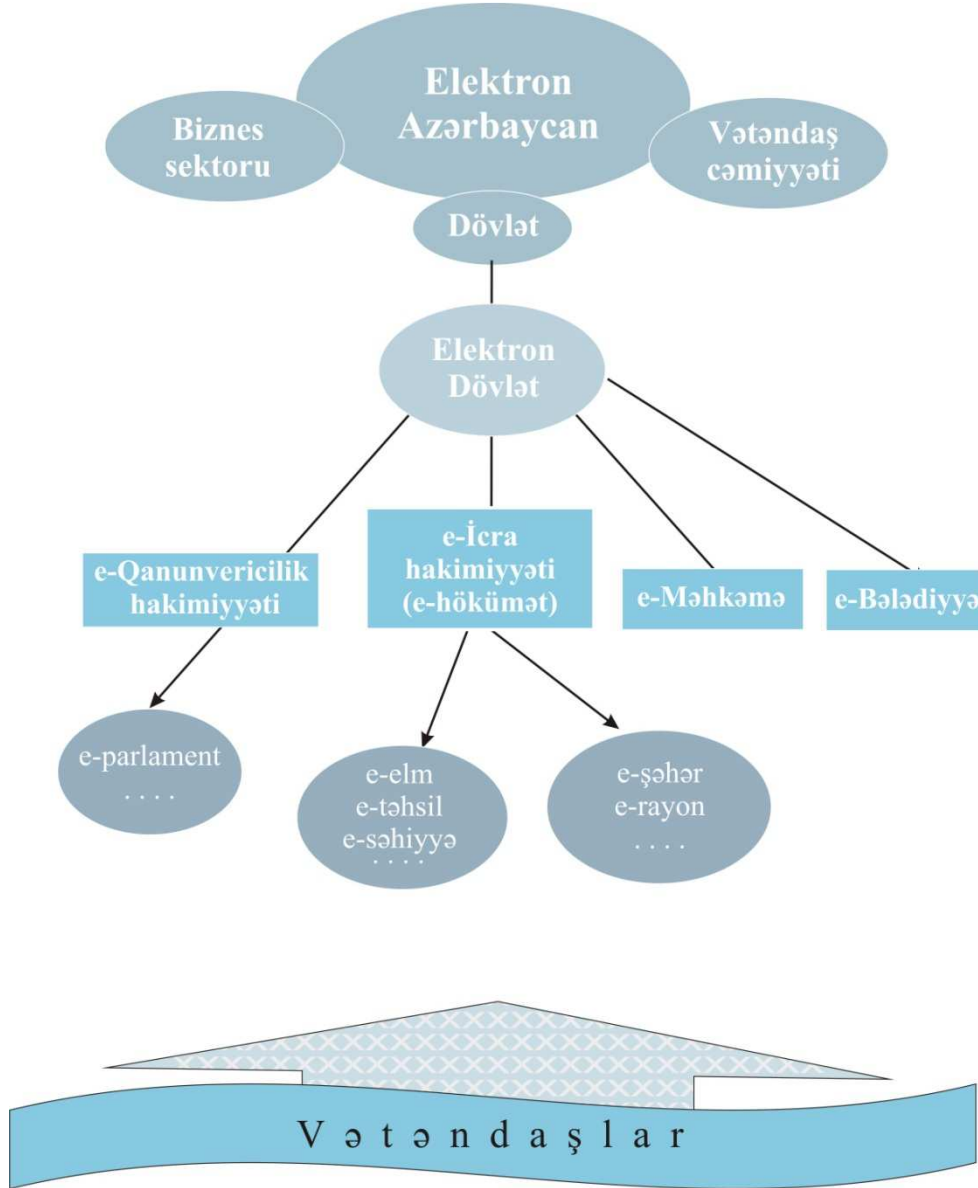 Elektron
Azərbaycan
Biznes
sektoru
Vətəndaş
cəmiyyəti
Dövlət
Elektron
Dövlət
e-Qanunvericilik
hakimiyyəti
e-İcra
hakimiyyəti
(e-hökümət)
e-Məhkəmə
e-Bələdiyyə
e-parlament
. . . .
e-elm
e-təhsil
e-səhiyyə
. . . .
e-şəhər
e-rayon
. . . .
Vətəndaşlar